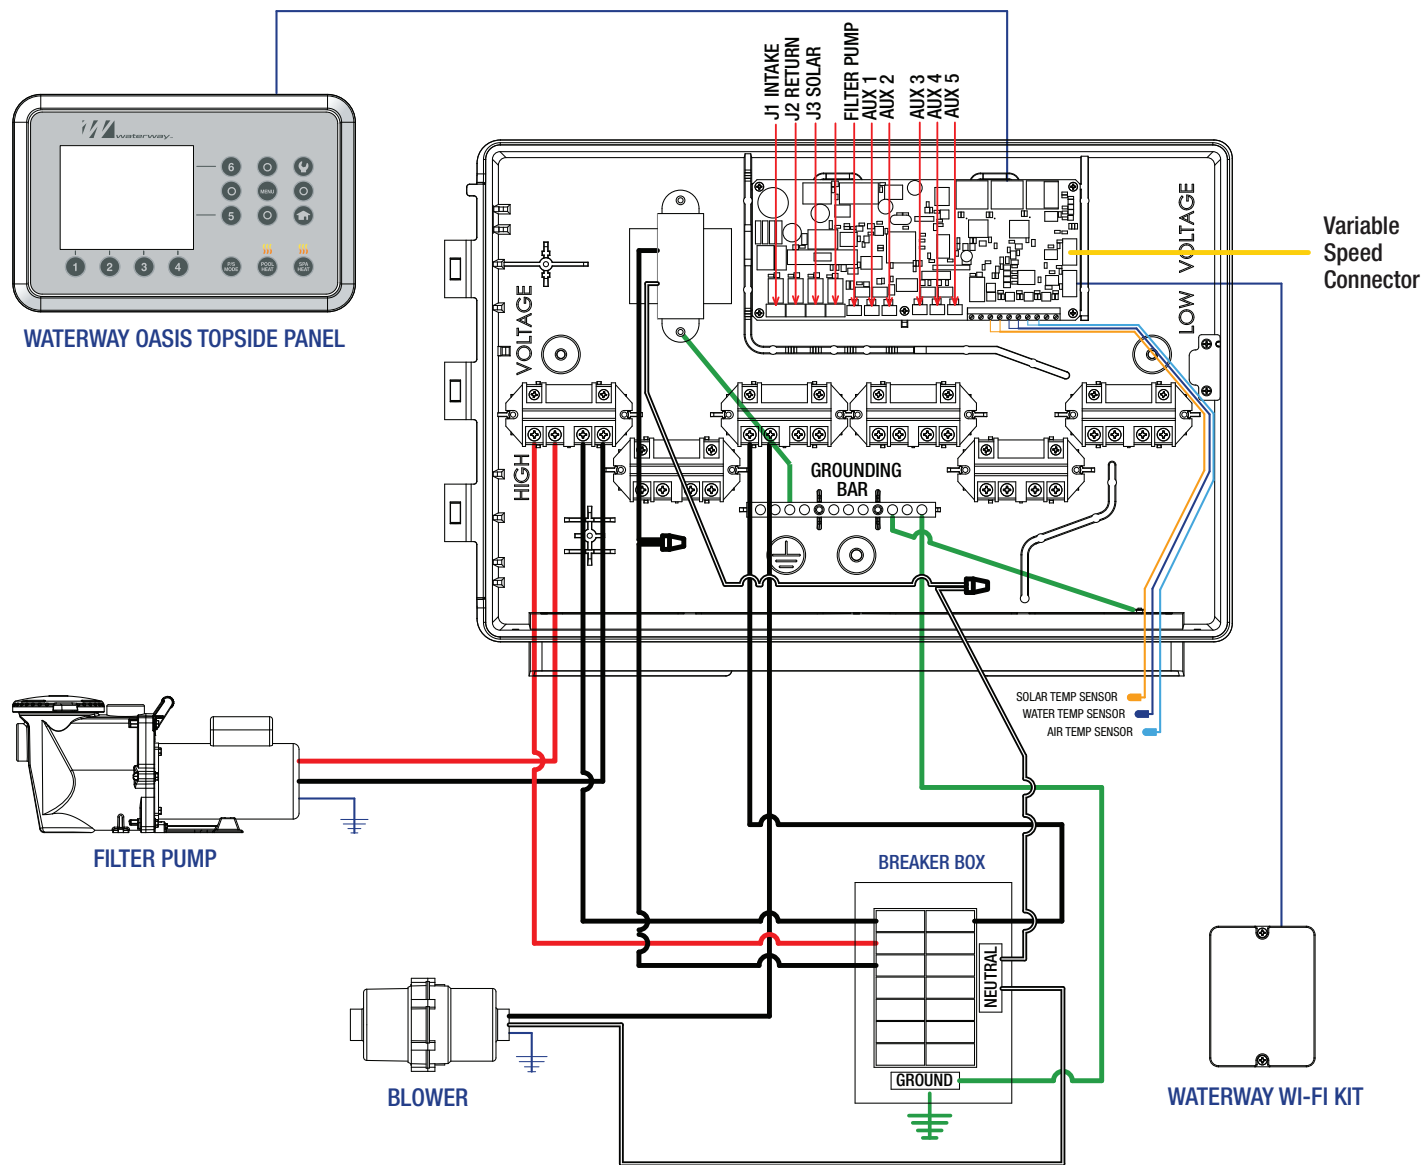 J1 INTAKE
J2 RETURN
J3 SOLAR
FILTER PUMP
AUX 1
AUX 2
AUX 3
AUX 4
AUX 5
W
waterway
6
MENU
5
1
2
3
4
P/S
MODE
POOL
HEAT
SPA
HEAT
WATERWAY OASIS TOPSIDE PANEL
HIGH VOLTAGE
LOW VOLTAGE
Variable
Speed
Connector
GROUNDING
BAR
SOLAR TEMP SENSOR
WATER TEMP SENSOR
AIR TEMP SENSOR
FILTER PUMP
BREAKER BOX
NEUTRAL
GROUND
BLOWER
WATERWAY WI-FI KIT